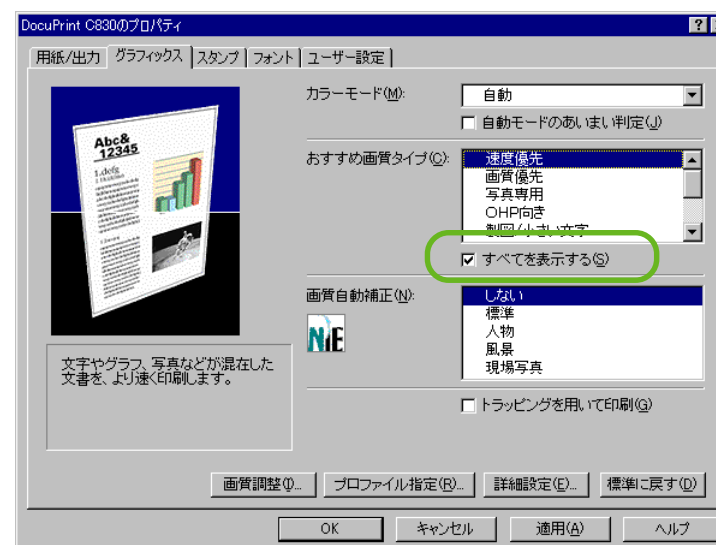 DocuPrint C830のプロパティ
用紙/出力 グラフィックス スタンプ フォント ユーザー設定
カラーモード(M): 自動
自動モードのあいまい判定(J)
おすすめ画質タイプ(C): 速度優先
画質優先
写真専用
OHP向き
製図/小さい文字
すべてを表示する(S)
Abc&
12345
画質自動補正(N): しない
標準
人物
風景
現場写真
NiE
文字やグラフ、写真などが混在した
文書を、より速く印刷します。
トラッピングを用いて印刷(G)
画質調整(I)... プロファイル指定(R)... 詳細設定(E)... 標準に戻す(D)
OK キャンセル 適用(A) ヘルプ